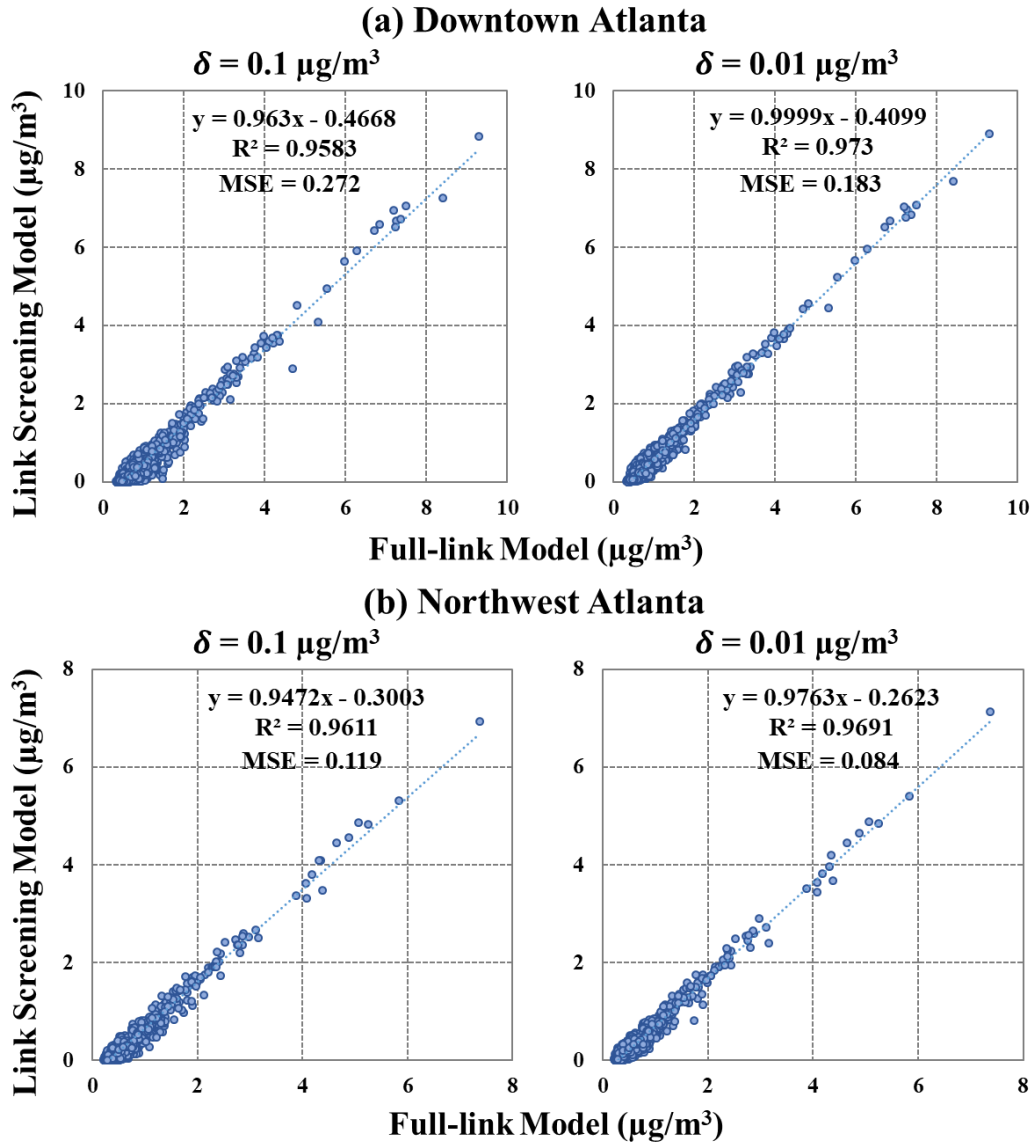 (a) Downtown Atlanta
δ = 0.1 µg/m³
δ = 0.01 µg/m³
Link Screening Model (µg/m³)
10
8
6
4
2
0
y = 0.963x - 0.4668
R² = 0.9583
MSE = 0.272
0
2
4
6
8
10
10
8
6
4
2
0
y = 0.9999x - 0.4099
R² = 0.973
MSE = 0.183
0
2
4
6
8
10
Full-link Model (µg/m³)
(b) Northwest Atlanta
δ = 0.1 µg/m³
δ = 0.01 µg/m³
Link Screening Model (µg/m³)
8
6
4
2
0
y = 0.9472x - 0.3003
R² = 0.9611
MSE = 0.119
0
2
4
6
8
8
6
4
2
0
y = 0.9763x - 0.2623
R² = 0.9691
MSE = 0.084
0
2
4
6
8
Full-link Model (µg/m³)